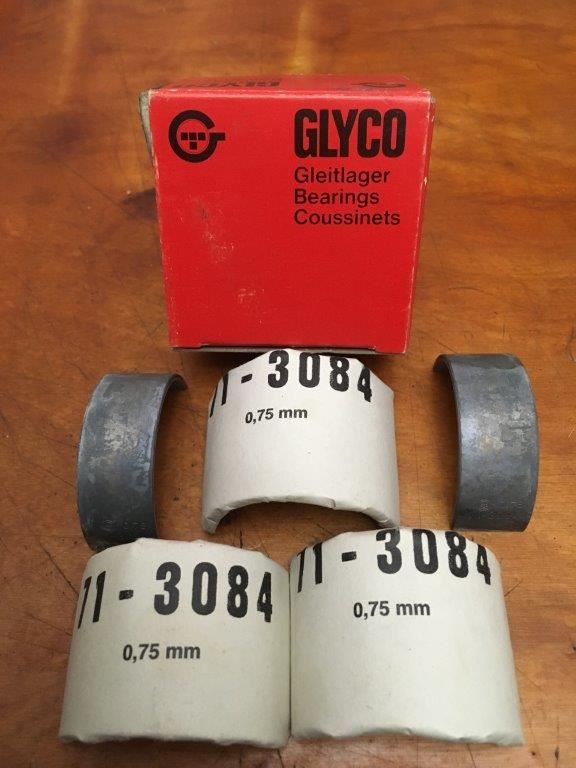 GLYCO
Gleitlager
Bearings
Coussinets
71-3084
0,75 mm
71-3084
0,75 mm
71-3084
0,75 mm